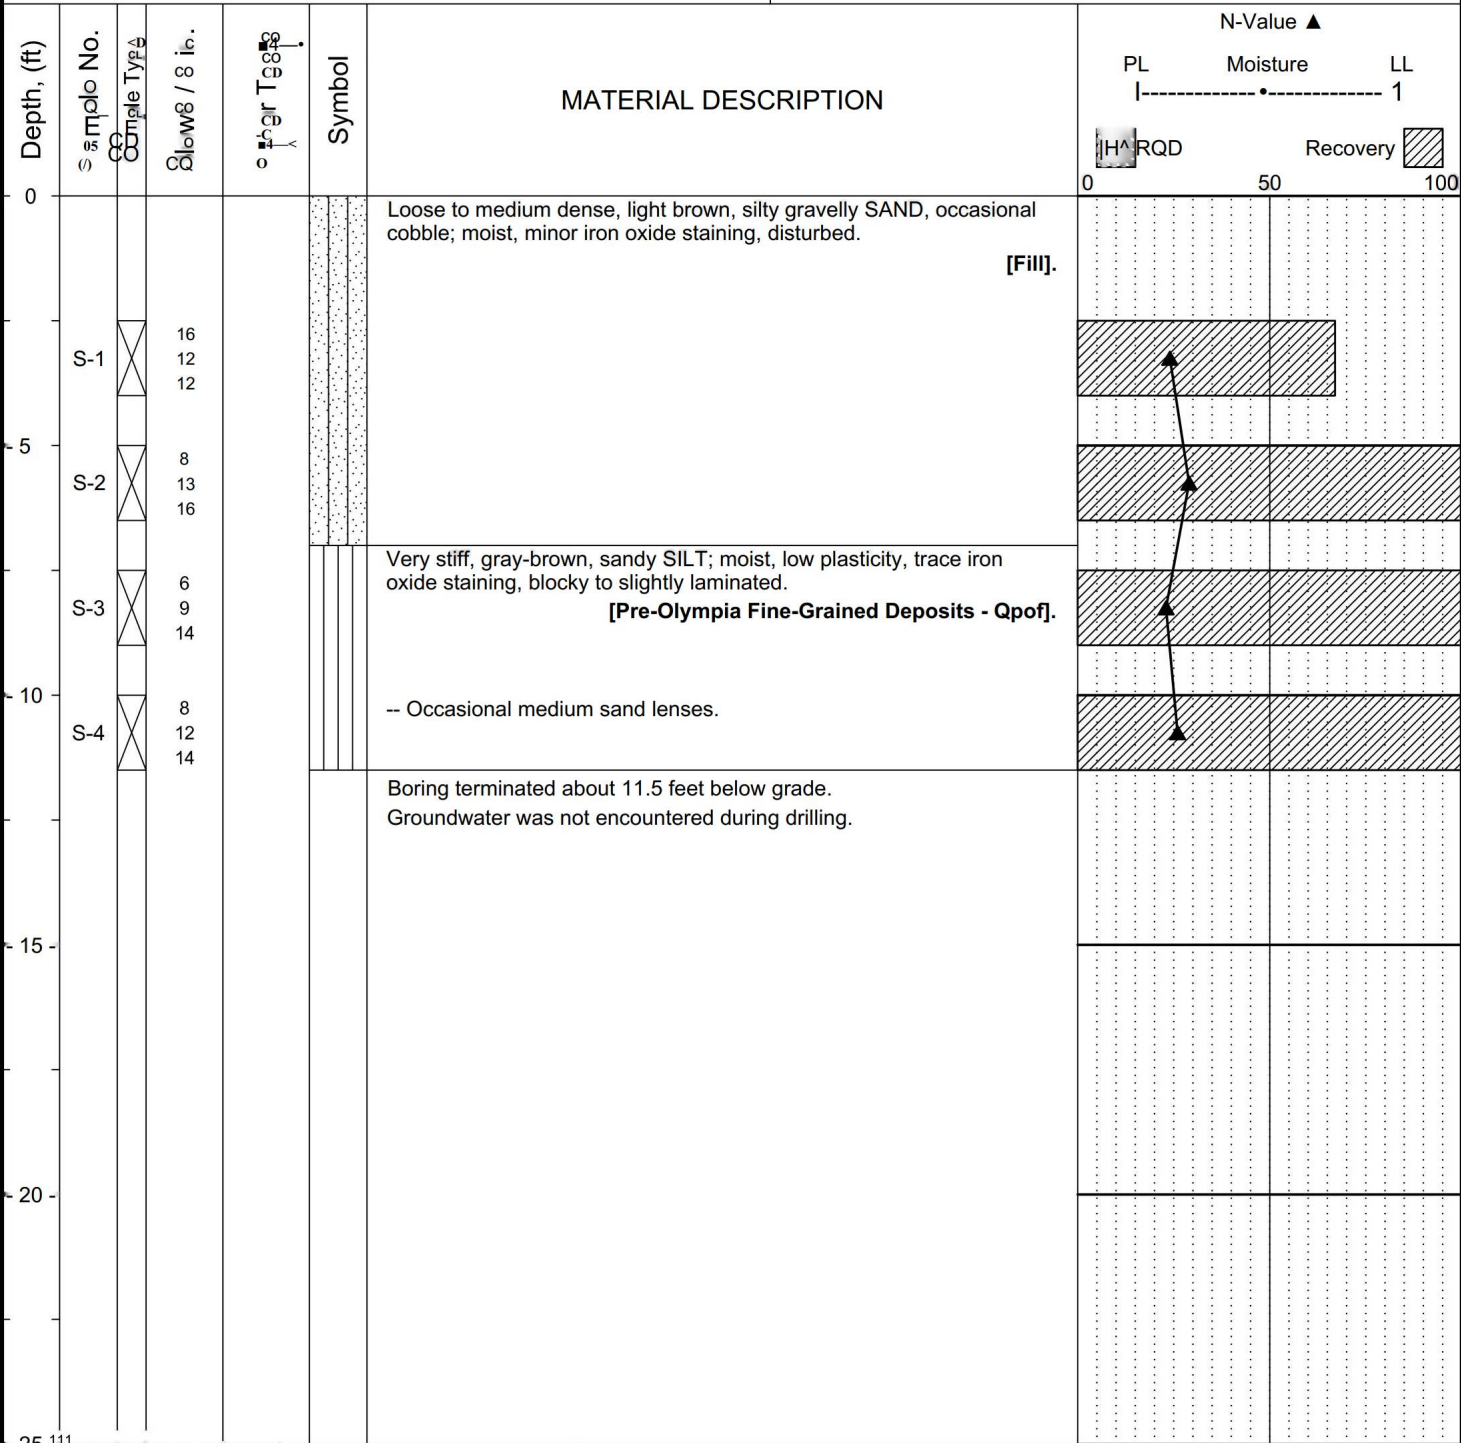 N-Value ▲
PL Moisture LL
|-------------•------------- 1
RQD Recovery
0 50 100
Depth, (ft)
Symbol
MATERIAL DESCRIPTION
0
Loose to medium dense, light brown, silty gravelly SAND, occasional
cobble; moist, minor iron oxide staining, disturbed.
[Fill].
S-1
16
12
12
5
S-2
8
13
16
Very stiff, gray-brown, sandy SILT; moist, low plasticity, trace iron
oxide staining, blocky to slightly laminated.
[Pre-Olympia Fine-Grained Deposits - Qpof].
S-3
6
9
14
10
-- Occasional medium sand lenses.
S-4
8
12
14
Boring terminated about 11.5 feet below grade.
Groundwater was not encountered during drilling.
15
20